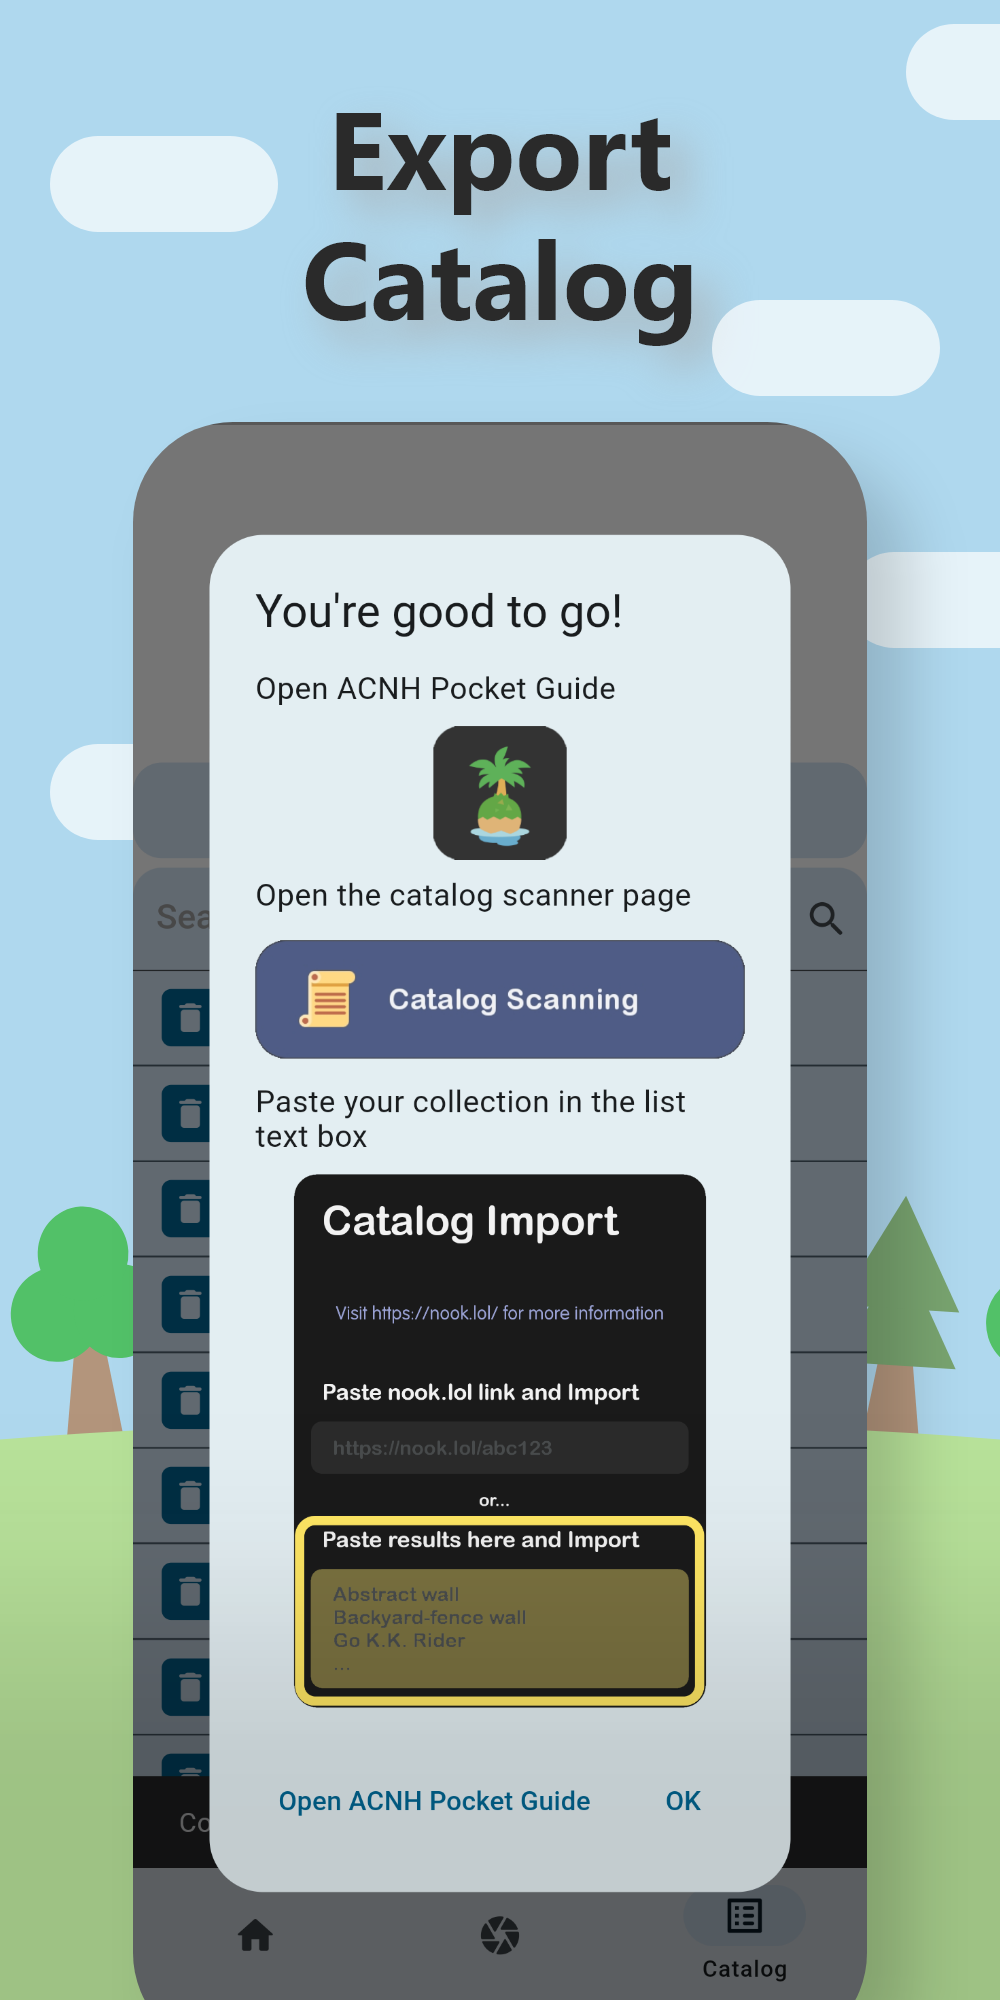 Export
Catalog
You're good to go!
Open ACNH Pocket Guide
Open the catalog scanner page
Catalog Scanning
Paste your collection in the list
text box
Catalog Import
Visit https://nook.lol/ for more information
Paste nook.lol link and Import
https://nook.lol/abc123
or...
Paste results here and Import
Abstract wall
Backyard-fence wall
Go K.K. Rider
...
Open ACNH Pocket Guide
OK
Catalog